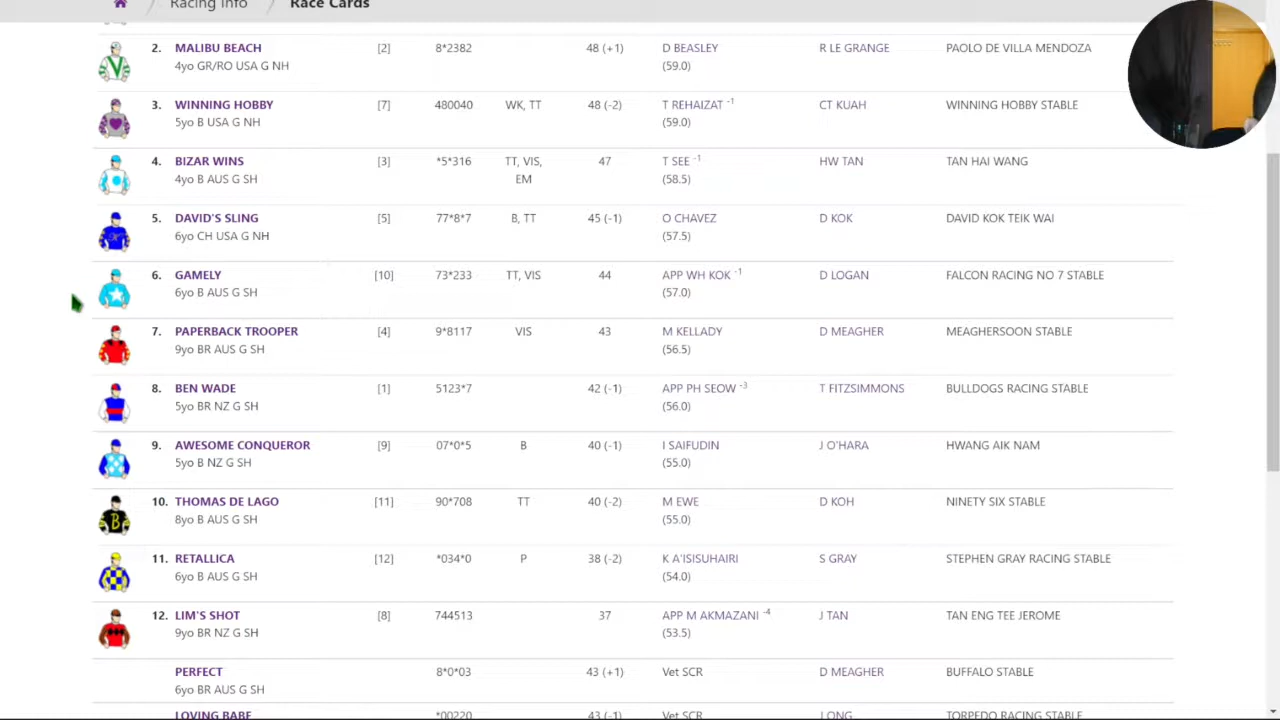 Racing Info Race Cards
2. MALIBU BEACH [2] 8*2382 48 (+1) D BEASLEY R LE GRANGE PAOLO DE VILLA MENDOZA
4yo GR/RO USA G NH (59.0)
3. WINNING HOBBY [7] 480040 WK, TT 48 (-2) T REHAIZAT -1 CT KUAH WINNING HOBBY STABLE
5yo B USA G NH (59.0)
4. BIZAR WINS [3] *5*316 TT, VIS, 47 T SEE -1 HW TAN TAN HAI WANG
4yo B AUS G SH EM (58.5)
5. DAVID'S SLING [5] 77*8*7 B, TT 45 (-1) O CHAVEZ D KOK DAVID KOK TEIK WAI
6yo CH USA G NH (57.5)
6. GAMELY [10] 73*233 TT, VIS 44 APP WH KOK -1 D LOGAN FALCON RACING NO 7 STABLE
6yo B AUS G SH (57.0)
7. PAPERBACK TROOPER [4] 9*8117 VIS 43 M KELLADY D MEAGHER MEAGHERSOON STABLE
9yo BR AUS G SH (56.5)
8. BEN WADE [1] 5123*7 42 (-1) APP PH SEOW -3 T FITZSIMMONS BULLDOGS RACING STABLE
5yo BR NZ G SH (56.0)
9. AWESOME CONQUEROR [9] 07*0*5 B 40 (-1) I SAIFUDIN J O'HARA HWANG AIK NAM
5yo B NZ G SH (55.0)
10. THOMAS DE LAGO [11] 90*708 TT 40 (-2) M EWE D KOH NINETY SIX STABLE
8yo B AUS G SH (55.0)
11. RETALLICA [12] *034*0 P 38 (-2) K A'ISISUHAIRI S GRAY STEPHEN GRAY RACING STABLE
6yo B AUS G SH (54.0)
12. LIM'S SHOT [8] 744513 37 APP M AKMAZANI -4 J TAN TAN ENG TEE JEROME
9yo BR NZ G SH (53.5)
PERFECT 8*0*03 43 (+1) Vet SCR D MEAGHER BUFFALO STABLE
6yo BR AUS G SH
LOVING BABE *00220 43 (-1) Vet SCR J ONG TORPEDO RACING STABLE